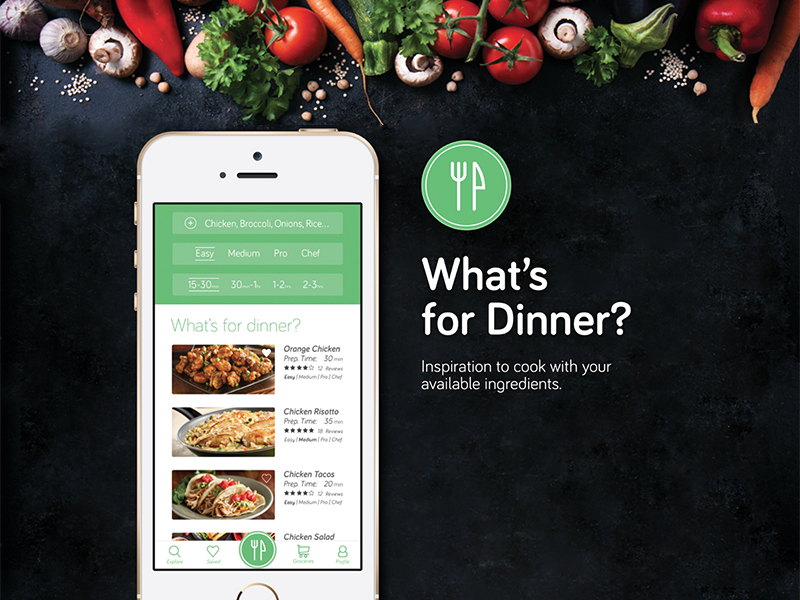 Chicken, Broccoli, Onions, Rice...
Easy Medium Pro Chef
15-30min 30min-1hr 1-2hrs 2-3hrs
What's for dinner?
Orange Chicken
Prep. Time: 30 min
12 Reviews
Easy | Medium | Pro | Chef
Chicken Risotto
Prep. Time: 35 min
18 Reviews
Easy | Medium | Pro | Chef
Chicken Tacos
Prep. Time: 20 min
12 Reviews
Easy | Medium | Pro | Chef
Chicken Salad
Explore Saved Groceries Profile
What's
for Dinner?
Inspiration to cook with your
available ingredients.